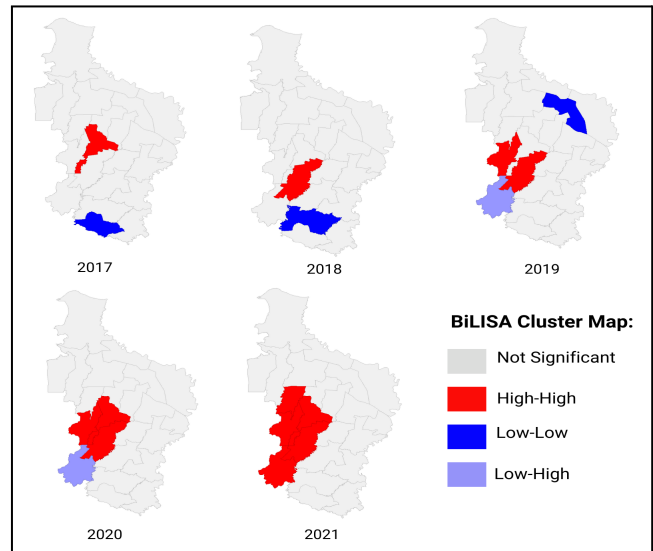 2017
2018
2019
BiLISA Cluster Map:
Not Significant
High-High
Low-Low
Low-High
2020
2021